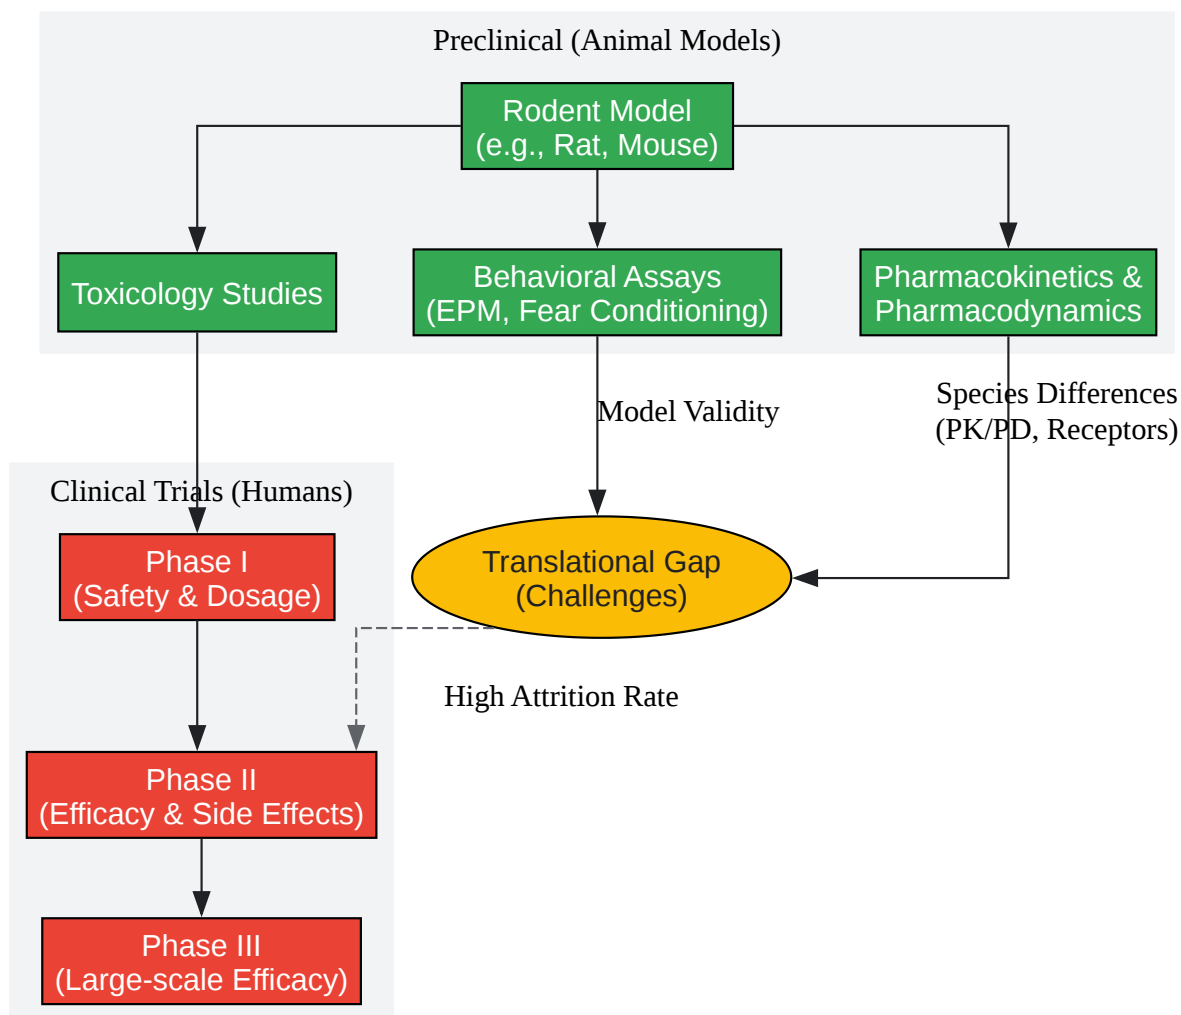 Preclinical (Animal Models)
Rodent Model
(e.g., Rat, Mouse)
Toxicology Studies
Behavioral Assays
(EPM, Fear Conditioning)
Pharmacokinetics &
Pharmacodynamics
Model Validity
Species Differences
(PK/PD, Receptors)
Clinical Trials (Humans)
Phase I
(Safety & Dosage)
Translational Gap
(Challenges)
High Attrition Rate
Phase II
(Efficacy & Side Effects)
Phase III
(Large-scale Efficacy)